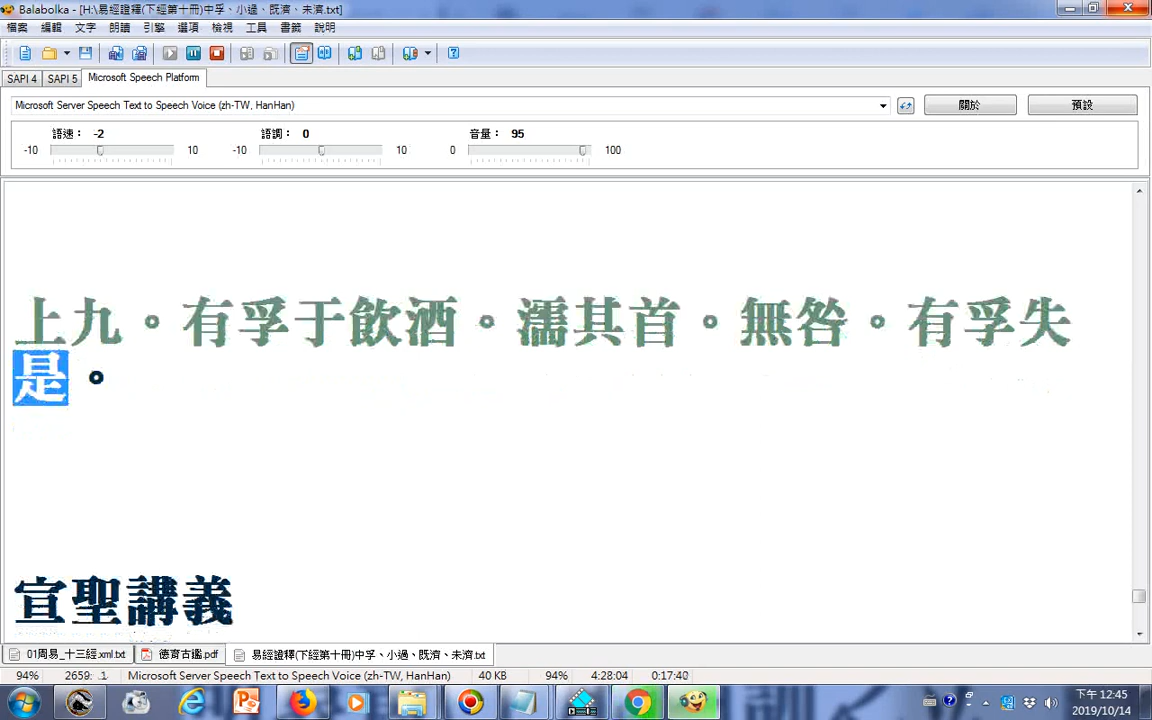 Balabolka - [H:\易經證釋(下經第十冊)中孚、小過、既濟、未濟.txt]
檔案 編輯 文字 朗讀 引擎 選項 檢視 工具 書籤 說明
SAPI 4 SAPI 5 Microsoft Speech Platform
Microsoft Server Speech Text to Speech Voice (zh-TW, HanHan) 關於 預設
語速： -2 語調： 0 音量： 95
-10 10 -10 10 0 100
上九。有孚于飲酒。濡其首。無咎。有孚失
是。
宣聖講義
01周易_十三經.xml.txt 德育古鑑.pdf 易經證釋(下經第十冊)中孚、小過、既濟、未濟.txt
94% 2659: .1 Microsoft Server Speech Text to Speech Voice (zh-TW, HanHan) 40 KB 94% 4:28:04 0:17:40
下午 12:45
2019/10/14